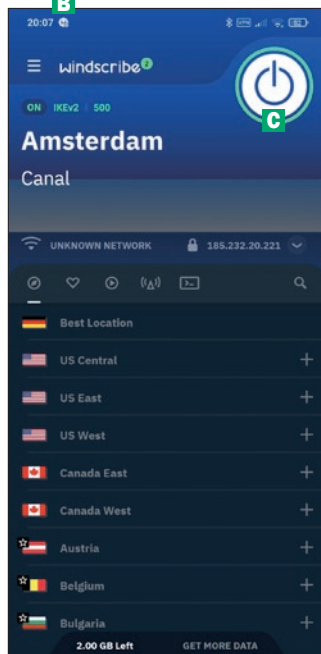 B
20:07
windscribe 2
C
ON IKEv2 500
Amsterdam
Canal
UNKNOWN NETWORK 185.232.20.221
Best Location
US Central
US East
US West
Canada East
Canada West
Austria
Belgium
Bulgaria
2.00 GB Left GET MORE DATA